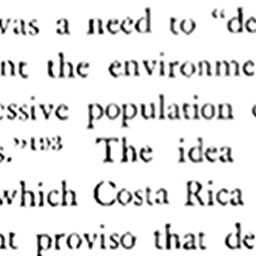 was a need to "de
nt the environme
essive population
s."193 The idea
which Costa Rica
nt proviso that de